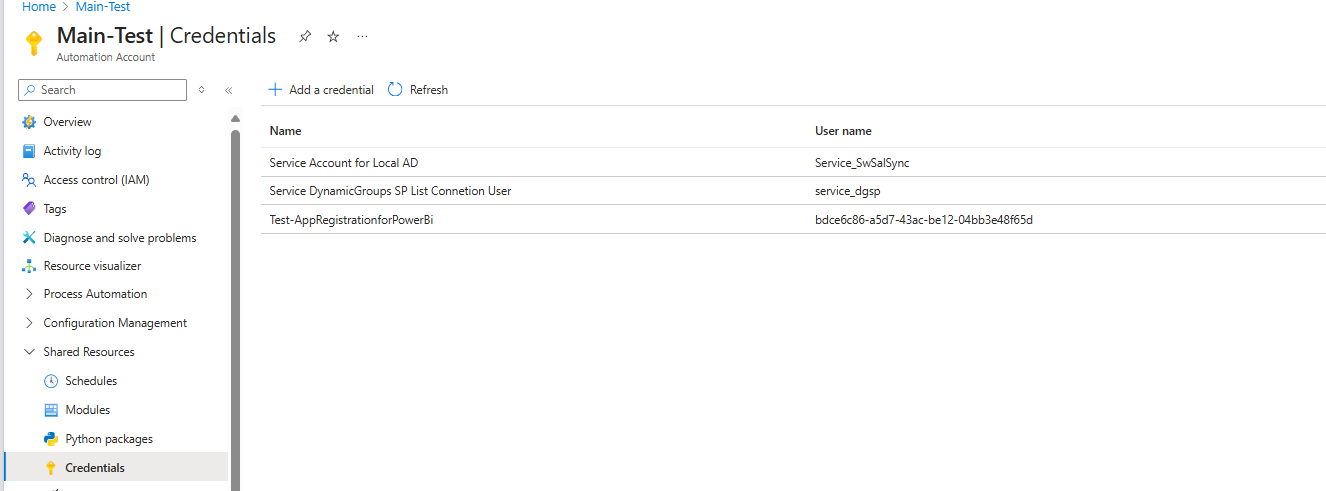 Home > Main-Test
Main-Test | Credentials ...
Automation Account
Search
Add a credential Refresh
Overview
Activity log
Access control (IAM)
Tags
Diagnose and solve problems
Resource visualizer
Process Automation
Configuration Management
Shared Resources
Schedules
Modules
Python packages
Credentials
Name User name
Service Account for Local AD Service_SwSalSync
Service DynamicGroups SP List Connetion User service_dgsp
Test-AppRegistrationforPowerBi bdce6c86-a5d7-43ac-be12-04bb3e48f65d